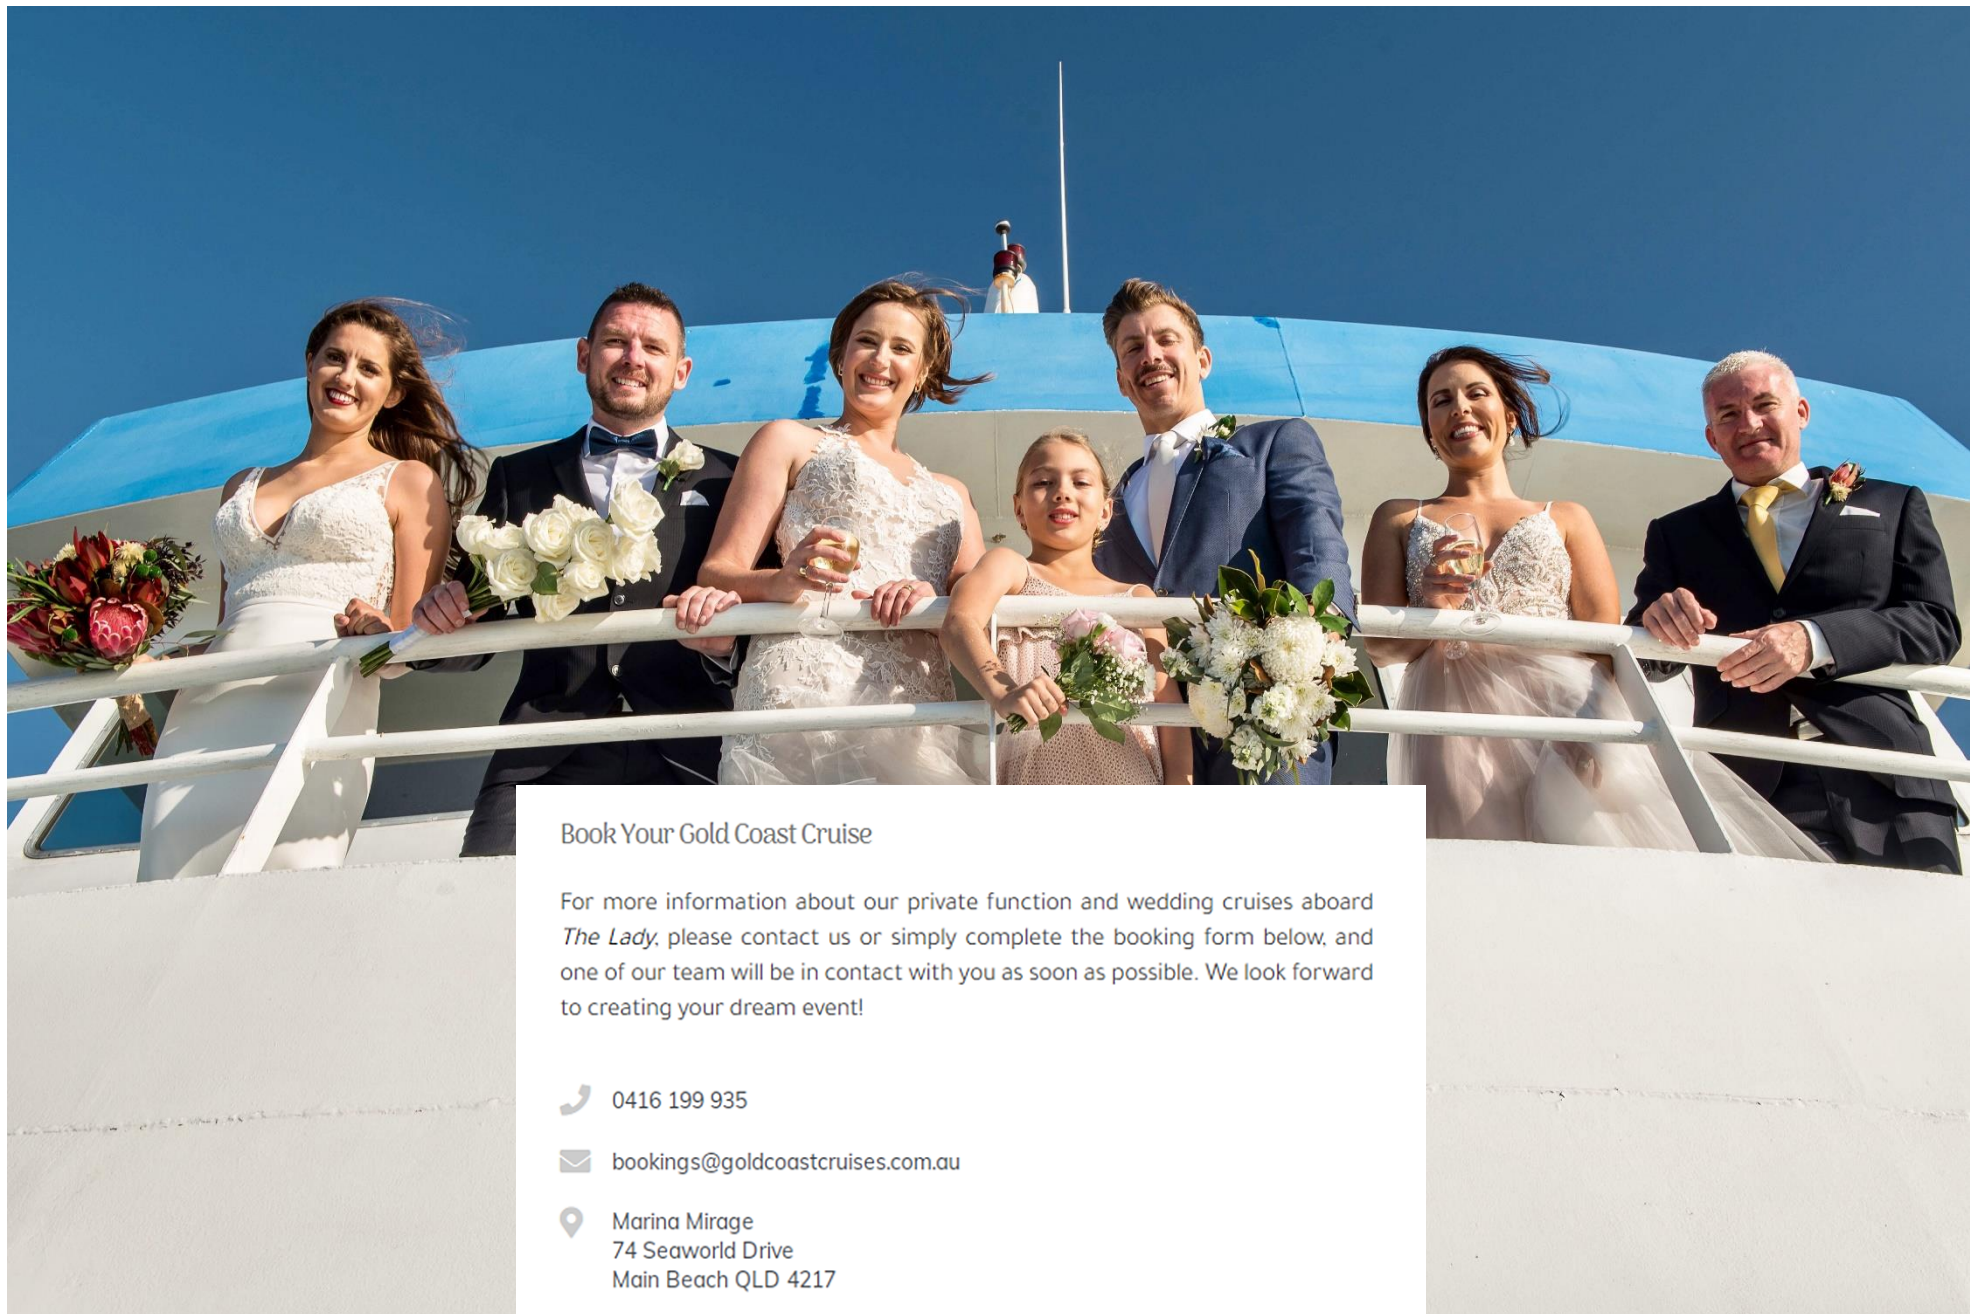 Book Your Gold Coast Cruise
For more information about our private function and wedding cruises aboard
The Lady, please contact us or simply complete the booking form below, and
one of our team will be in contact with you as soon as possible. We look forward
to creating your dream event!
0416 199 935
bookings@goldcoastcruises.com.au
Marina Mirage
74 Seaworld Drive
Main Beach QLD 4217